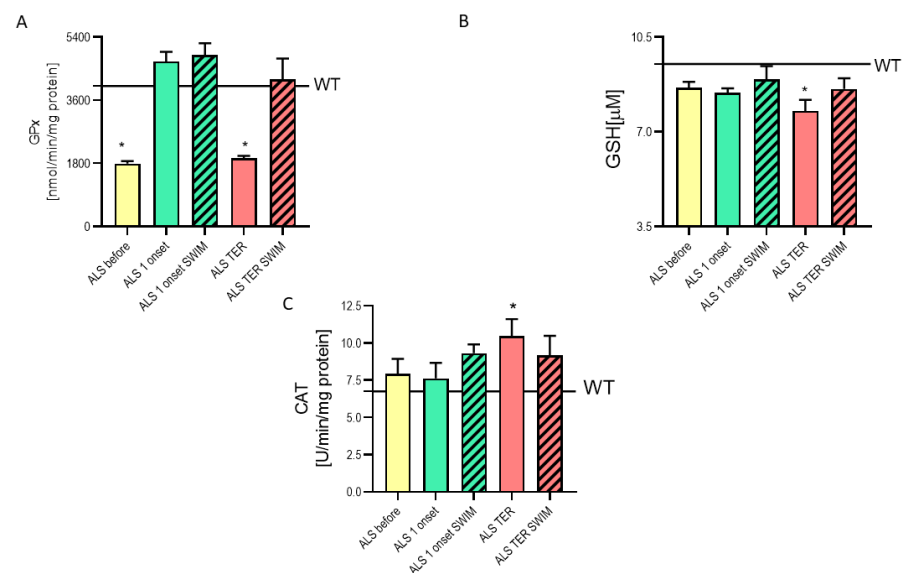 A
5400
3600
1800
0
GPx
[nmol/min/mg protein]
WT
*
*
ALS before
ALS 1 onset
ALS 1 onset SWIM
ALS TER
ALS TER SWIM
B
10.5
7.0
3.5
GSH[µM]
WT
*
ALS before
ALS 1 onset
ALS 1 onset SWIM
ALS TER
ALS TER SWIM
C
12.5
10.0
7.5
5.0
2.5
0.0
CAT
[U/min/mg protein]
WT
*
ALS before
ALS 1 onset
ALS 1 onset SWIM
ALS TER
ALS TER SWIM